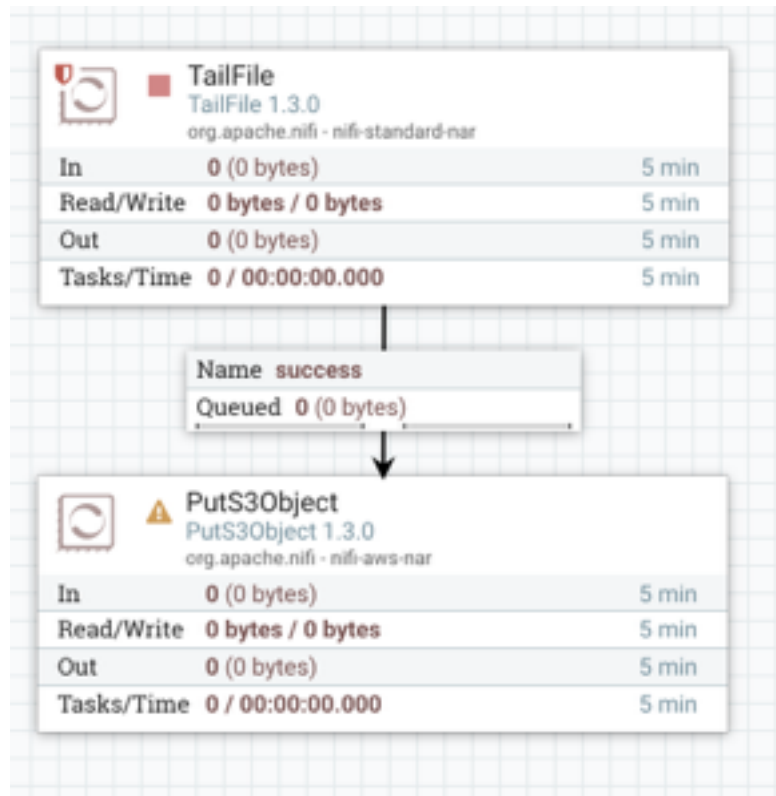 TailFile
TailFile 1.3.0
org.apache.nifi - nifi-standard-nar
In 0 (0 bytes) 5 min
Read/Write 0 bytes / 0 bytes 5 min
Out 0 (0 bytes) 5 min
Tasks/Time 0 / 00:00:00.000 5 min
Name success
Queued 0 (0 bytes)
PutS3Object
PutS3Object 1.3.0
org.apache.nifi - nifi-aws-nar
In 0 (0 bytes) 5 min
Read/Write 0 bytes / 0 bytes 5 min
Out 0 (0 bytes) 5 min
Tasks/Time 0 / 00:00:00.000 5 min